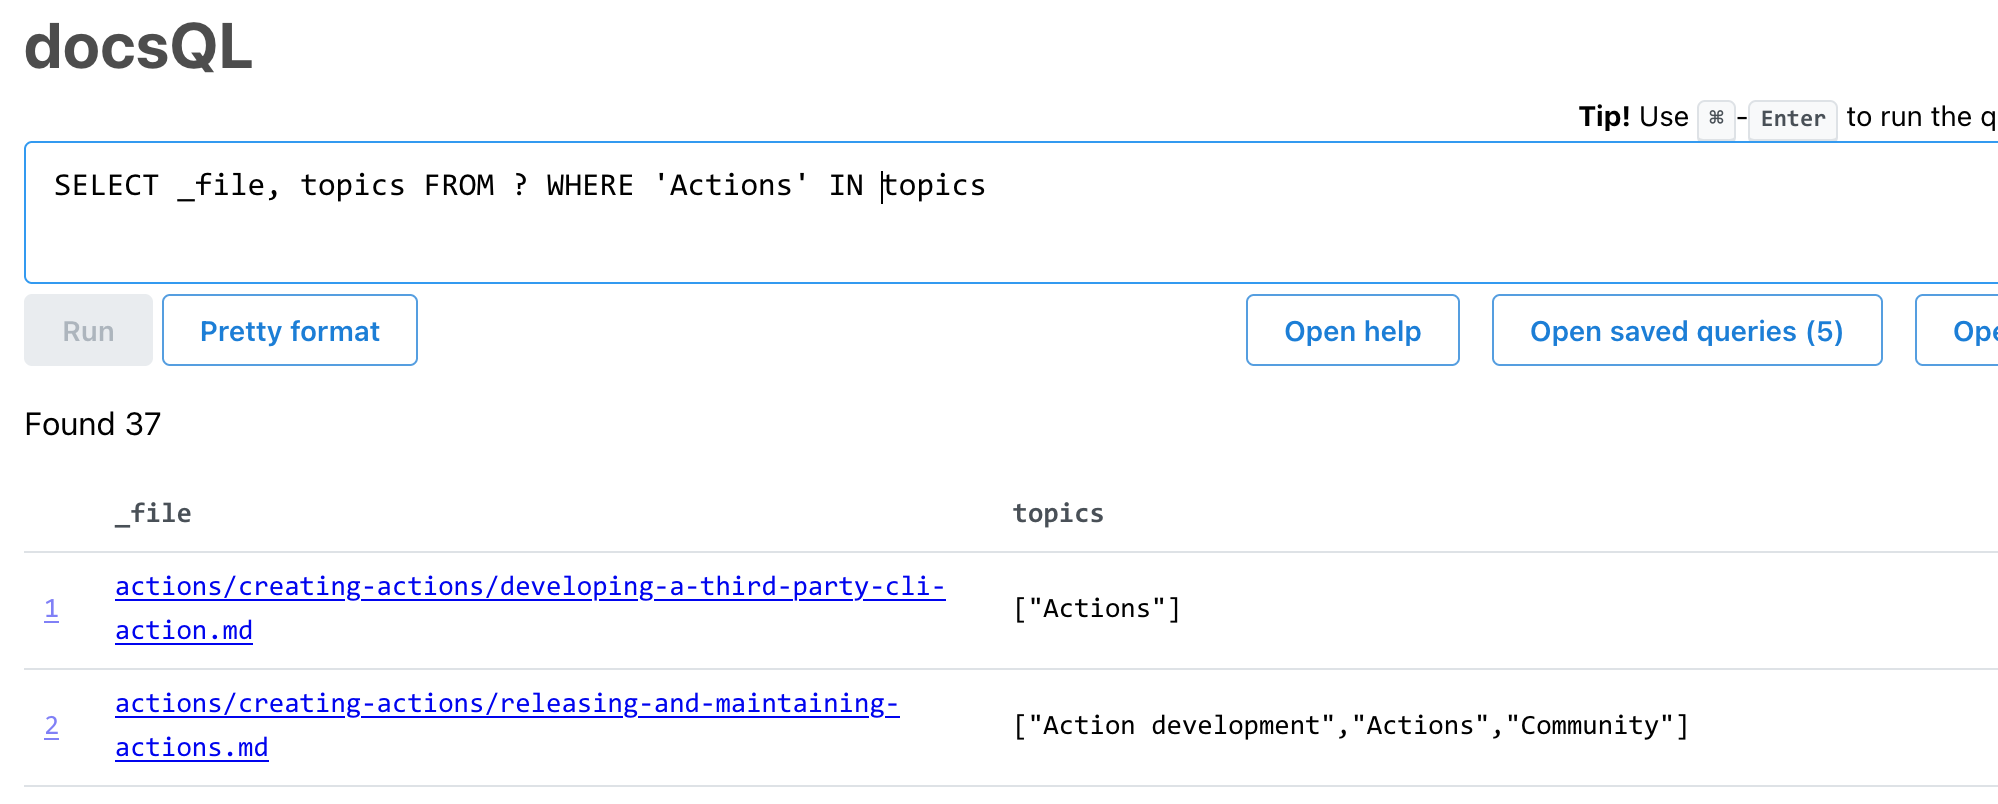 docsQL
Tip! Use ⌘-Enter to run the q
SELECT _file, topics FROM ? WHERE 'Actions' IN topics
Run Pretty format Open help Open saved queries (5) Ope
Found 37
_file topics
1 actions/creating-actions/developing-a-third-party-cli-
action.md ["Actions"]
2 actions/creating-actions/releasing-and-maintaining-
actions.md ["Action development","Actions","Community"]